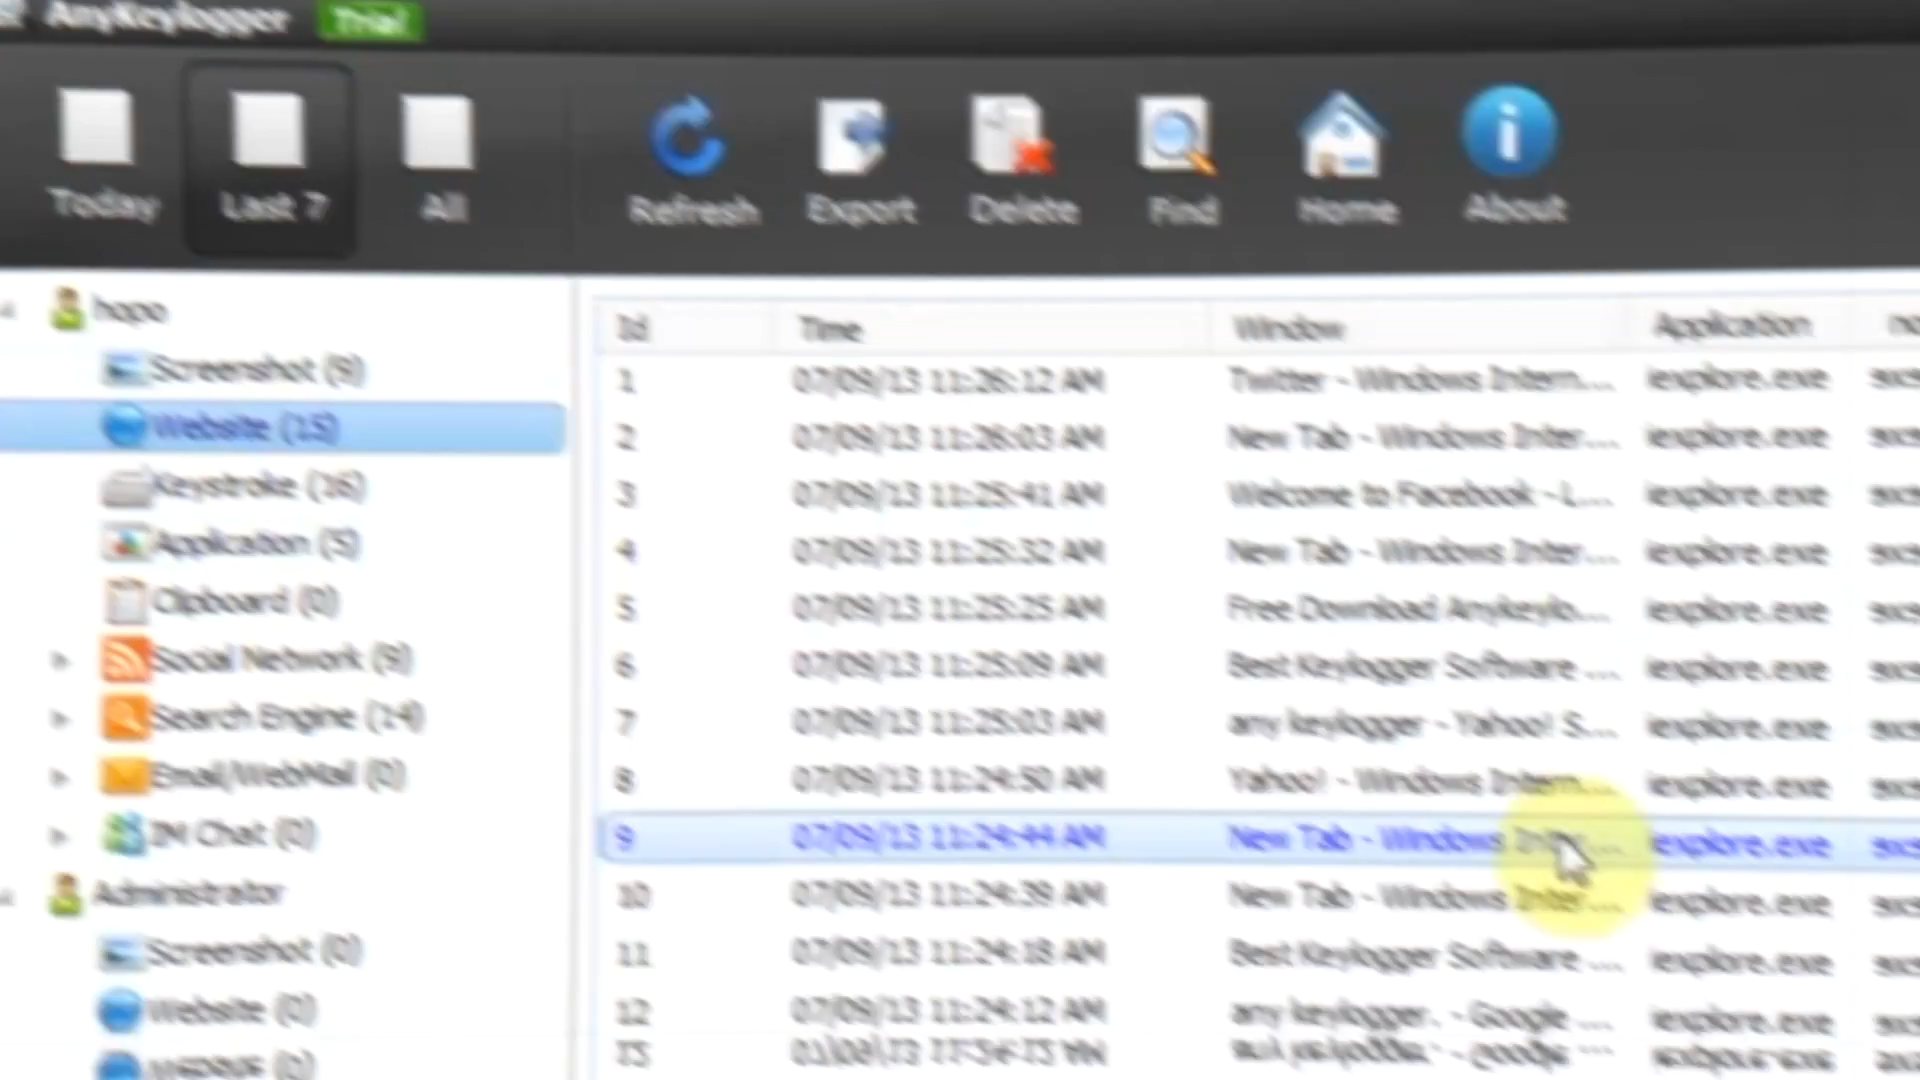 AnyKeylogger Trial
Today Last 7 All Refresh Export Delete Find Home About
hopo
Screenshot (9)
Website (15)
Keystroke (16)
Application (5)
Clipboard (0)
Social Network (9)
Search Engine (14)
Email/WebMail (0)
IM Chat (0)
Administrator
Screenshot (0)
Website (0)
Id Time Window Application
1 07/09/13 11:26:12 AM Twitter - Windows Intern... iexplore.exe
2 07/09/13 11:26:03 AM New Tab - Windows Inter... iexplore.exe
3 07/09/13 11:25:41 AM Welcome to Facebook - L... iexplore.exe
4 07/09/13 11:25:32 AM New Tab - Windows Inter... iexplore.exe
5 07/09/13 11:25:25 AM Free Download Anykeylo... iexplore.exe
6 07/09/13 11:25:09 AM Best Keylogger Software ... iexplore.exe
7 07/09/13 11:25:03 AM any keylogger - Yahoo! S... iexplore.exe
8 07/09/13 11:24:50 AM Yahoo! - Windows Intern... iexplore.exe
9 07/09/13 11:24:44 AM New Tab - Windows Inter... iexplore.exe
10 07/09/13 11:24:39 AM New Tab - Windows Inter... iexplore.exe
11 07/09/13 11:24:18 AM Best Keylogger Software ... iexplore.exe
12 07/09/13 11:24:12 AM any keylogger. - Google ... iexplore.exe